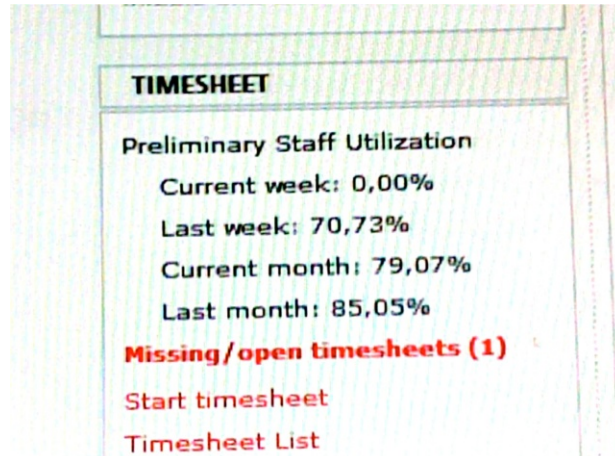 TIMESHEET
Preliminary Staff Utilization
Current week: 0,00%
Last week: 70,73%
Current month: 79,07%
Last month: 85,05%
Missing/open timesheets (1)
Start timesheet
Timesheet List